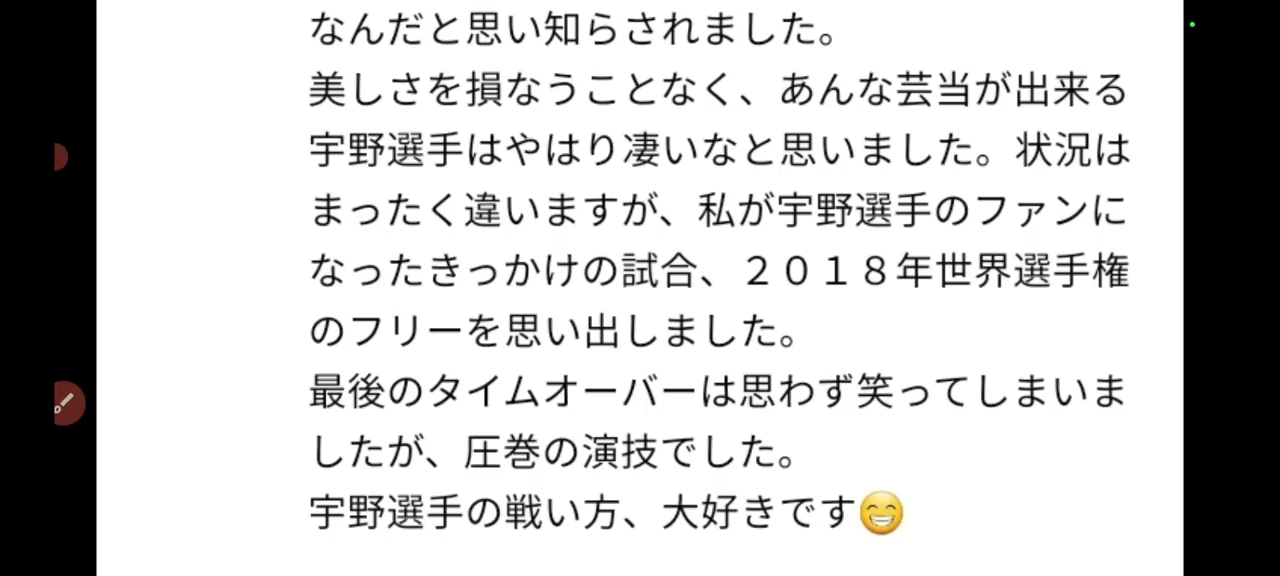 なんだと思い知らされました。
美しさを損なうことなく、あんな芸当が出来る
宇野選手はやはり凄いなと思いました。状況は
まったく違いますが、私が宇野選手のファンに
なったきっかけの試合、２０１８年世界選手権
のフリーを思い出しました。
最後のタイムオーバーは思わず笑ってしまいま
したが、圧巻の演技でした。
宇野選手の戦い方、大好きです😁